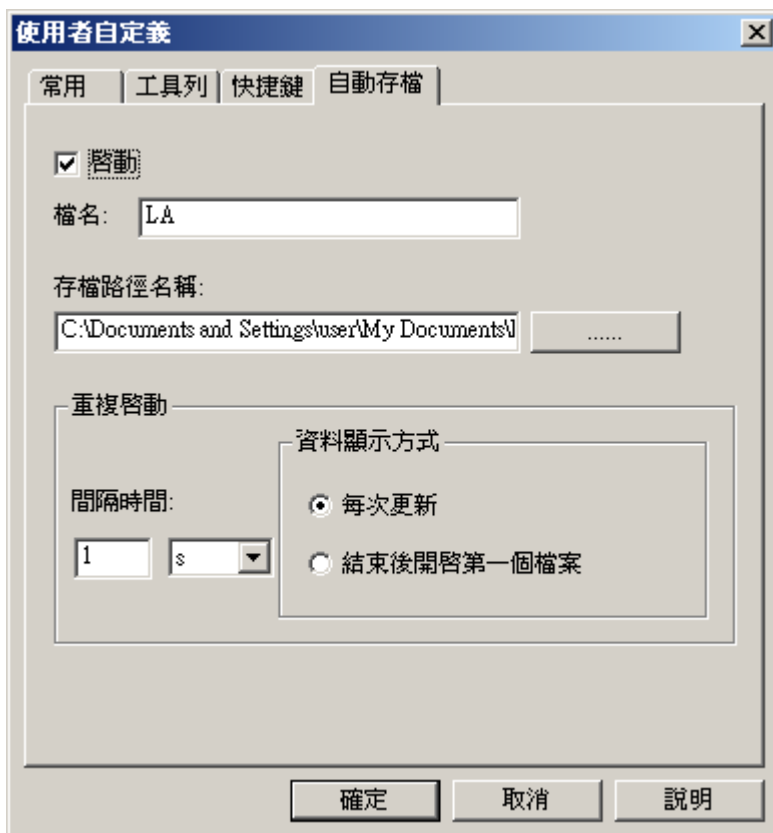 使用者自定義
常用 工具列 快捷鍵 自動存檔
啓動
檔名: LA
存檔路徑名稱:
C:\Documents and Settings\user\My Documents\l ......
重複啓動
資料顯示方式
間隔時間:
每次更新
1 s
結束後開啓第一個檔案
確定 取消 說明